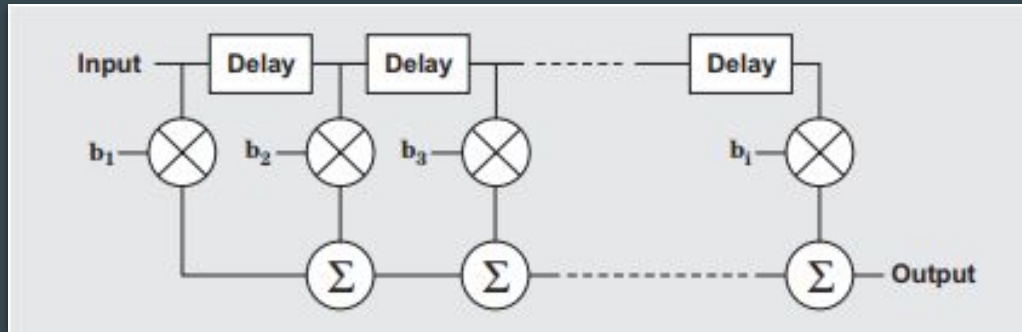 Input Delay Delay Delay
b₁ b₂ b₃ bᵢ
Σ Σ Σ Output